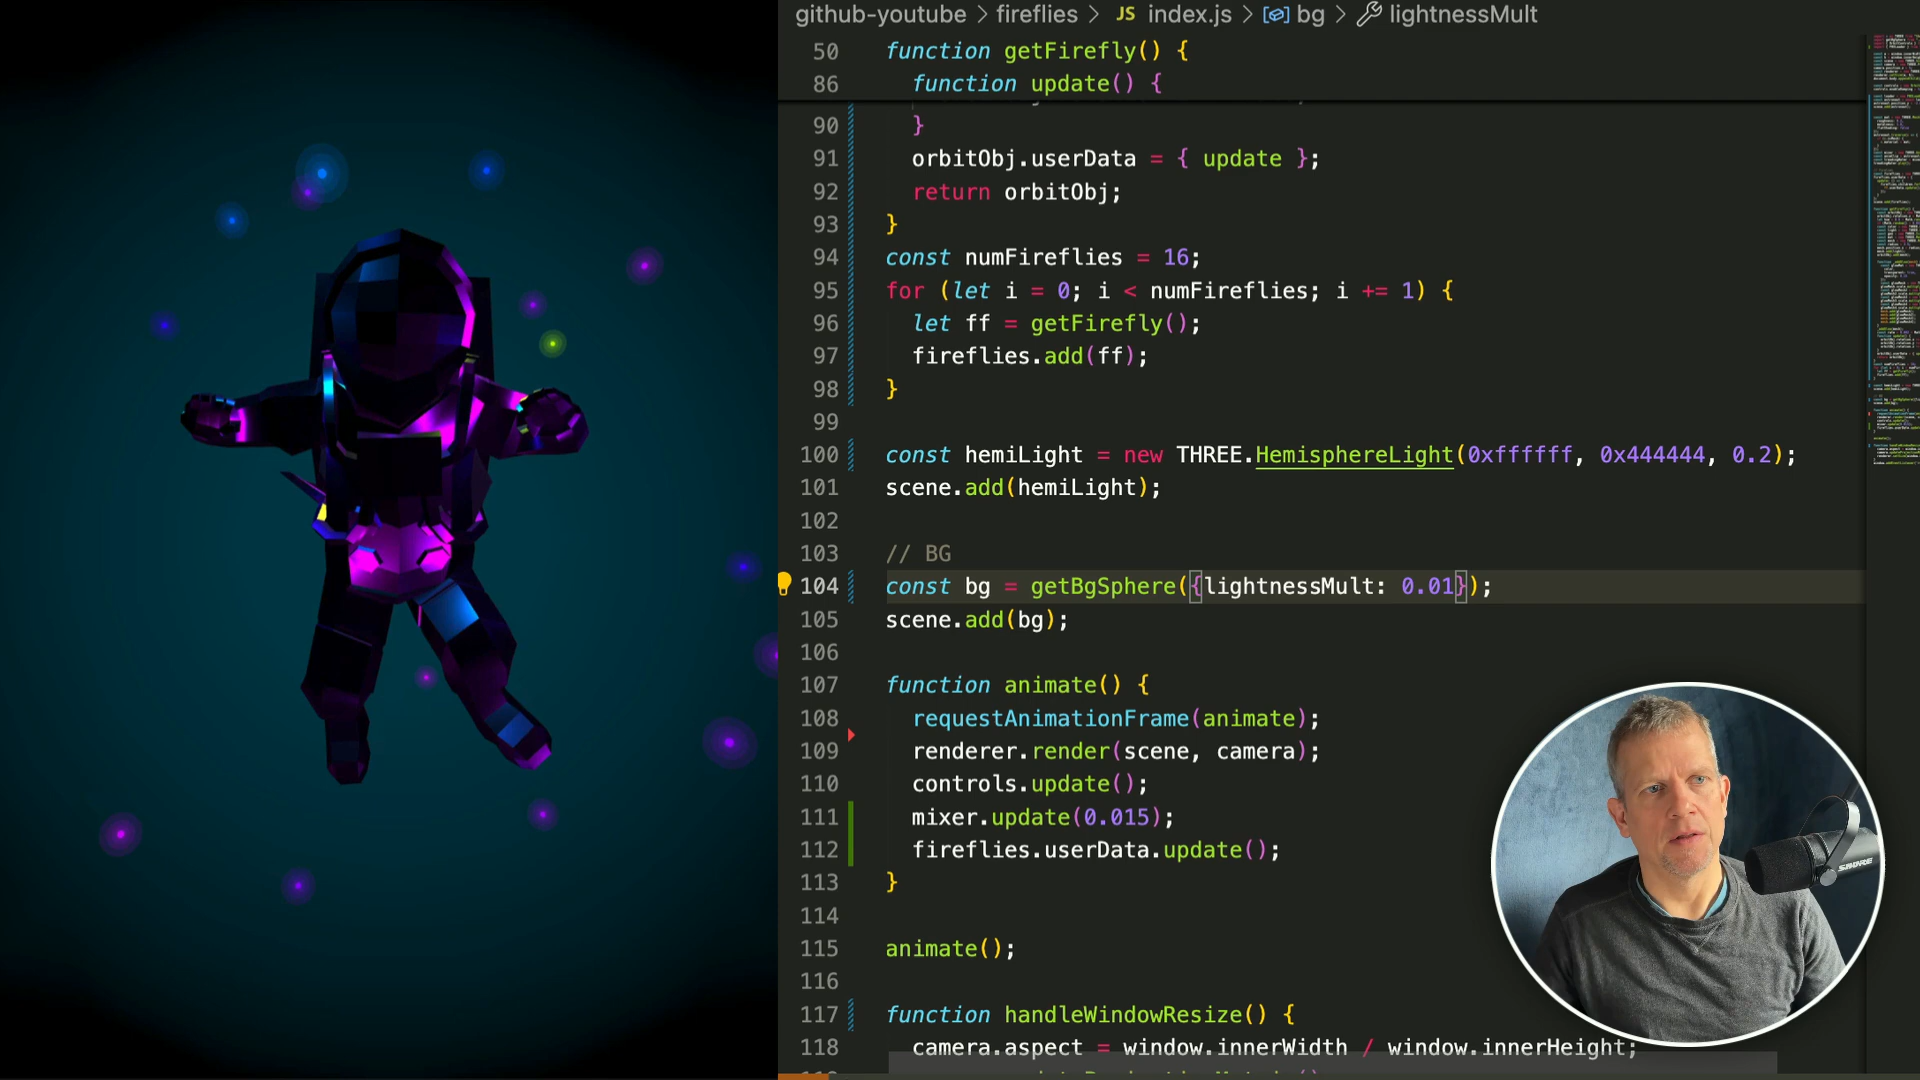 github-youtube > fireflies > JS index.js > bg > lightnessMult
50 function getFirefly() {
86 function update() {
90 }
91 orbitObj.userData = { update };
92 return orbitObj;
93 }
94 const numFireflies = 16;
95 for (let i = 0; i < numFireflies; i += 1) {
96 let ff = getFirefly();
97 fireflies.add(ff);
98 }
99
100 const hemiLight = new THREE.HemisphereLight(0xffffff, 0x444444, 0.2);
101 scene.add(hemiLight);
102
103 // BG
104 const bg = getBgSphere({lightnessMult: 0.01});
105 scene.add(bg);
106
107 function animate() {
108 requestAnimationFrame(animate);
109 renderer.render(scene, camera);
110 controls.update();
111 mixer.update(0.015);
112 fireflies.userData.update();
113 }
114
115 animate();
116
117 function handleWindowResize() {
118 camera.aspect = window.innerWidth / window.innerHeight;
SHURE